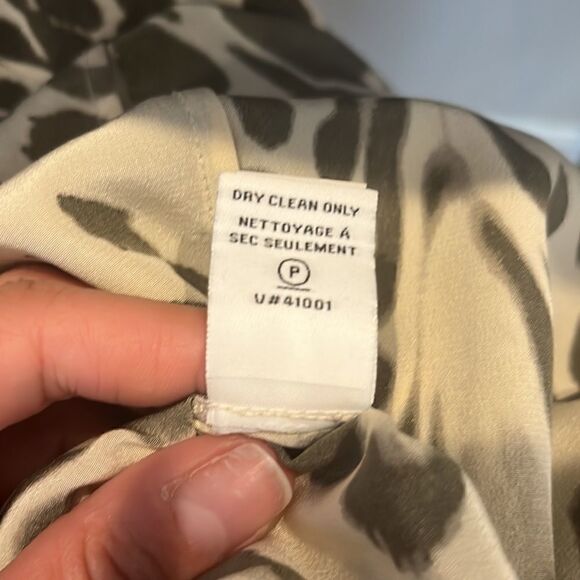 DRY CLEAN ONLY
NETTOYAGE À
SEC SEULEMENT
P
U#41001